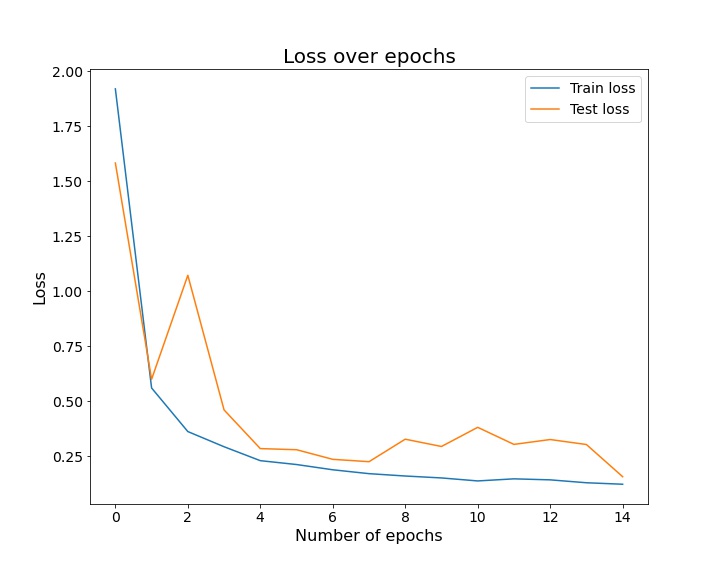 Loss over epochs
Train loss
Test loss
2.00
1.75
1.50
1.25
1.00
0.75
0.50
0.25
Loss
0 2 4 6 8 10 12 14
Number of epochs